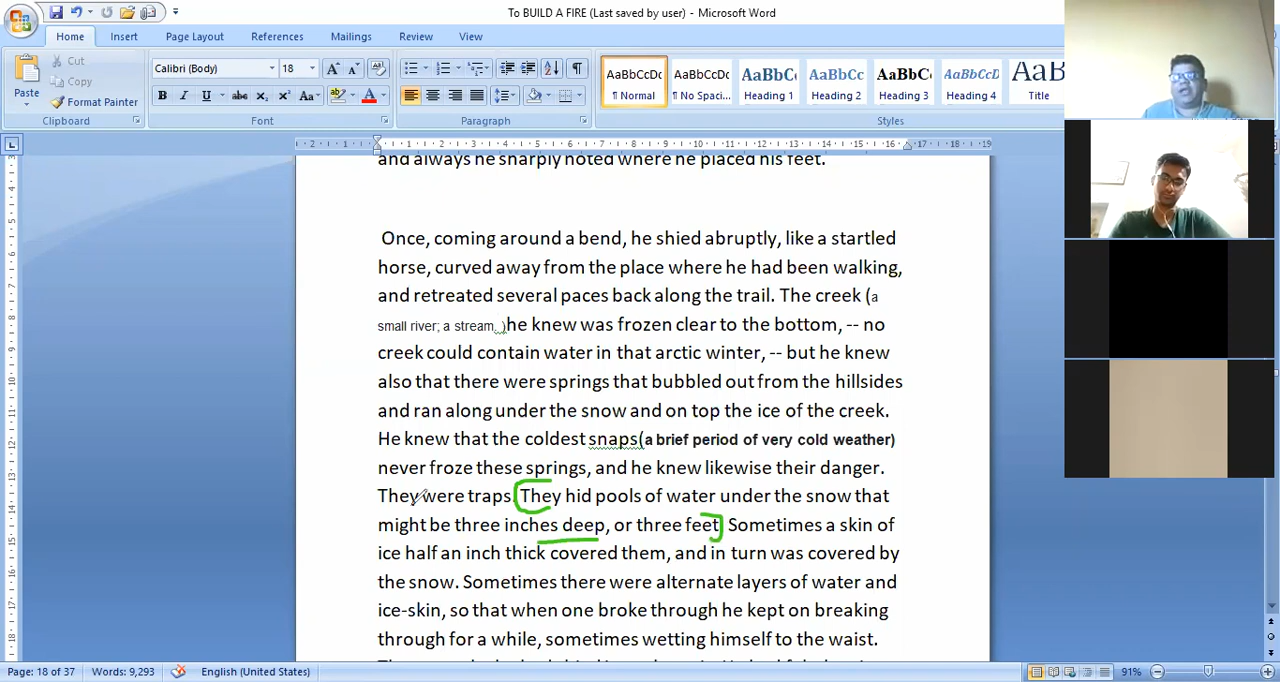 To BUILD A FIRE (Last saved by user) - Microsoft Word
Home Insert Page Layout References Mailings Review View
Cut
Copy
Format Painter
Paste
Calibri (Body) 18
AaBbCcDc AaBbCcDc AaBbC AaBbCc AaBbCc AaBbCcD AaB
¶ Normal ¶ No Spaci... Heading 1 Heading 2 Heading 3 Heading 4 Title
Clipboard Font Paragraph Styles
and always he sharply noted where he placed his feet.
Once, coming around a bend, he shied abruptly, like a startled
horse, curved away from the place where he had been walking,
and retreated several paces back along the trail. The creek (a
small river; a stream. )he knew was frozen clear to the bottom, -- no
creek could contain water in that arctic winter, -- but he knew
also that there were springs that bubbled out from the hillsides
and ran along under the snow and on top the ice of the creek.
He knew that the coldest snaps(a brief period of very cold weather)
never froze these springs, and he knew likewise their danger.
They were traps. They hid pools of water under the snow that
might be three inches deep, or three feet. Sometimes a skin of
ice half an inch thick covered them, and in turn was covered by
the snow. Sometimes there were alternate layers of water and
ice-skin, so that when one broke through he kept on breaking
through for a while, sometimes wetting himself to the waist.
Page: 18 of 37 Words: 9,293 English (United States) 91%